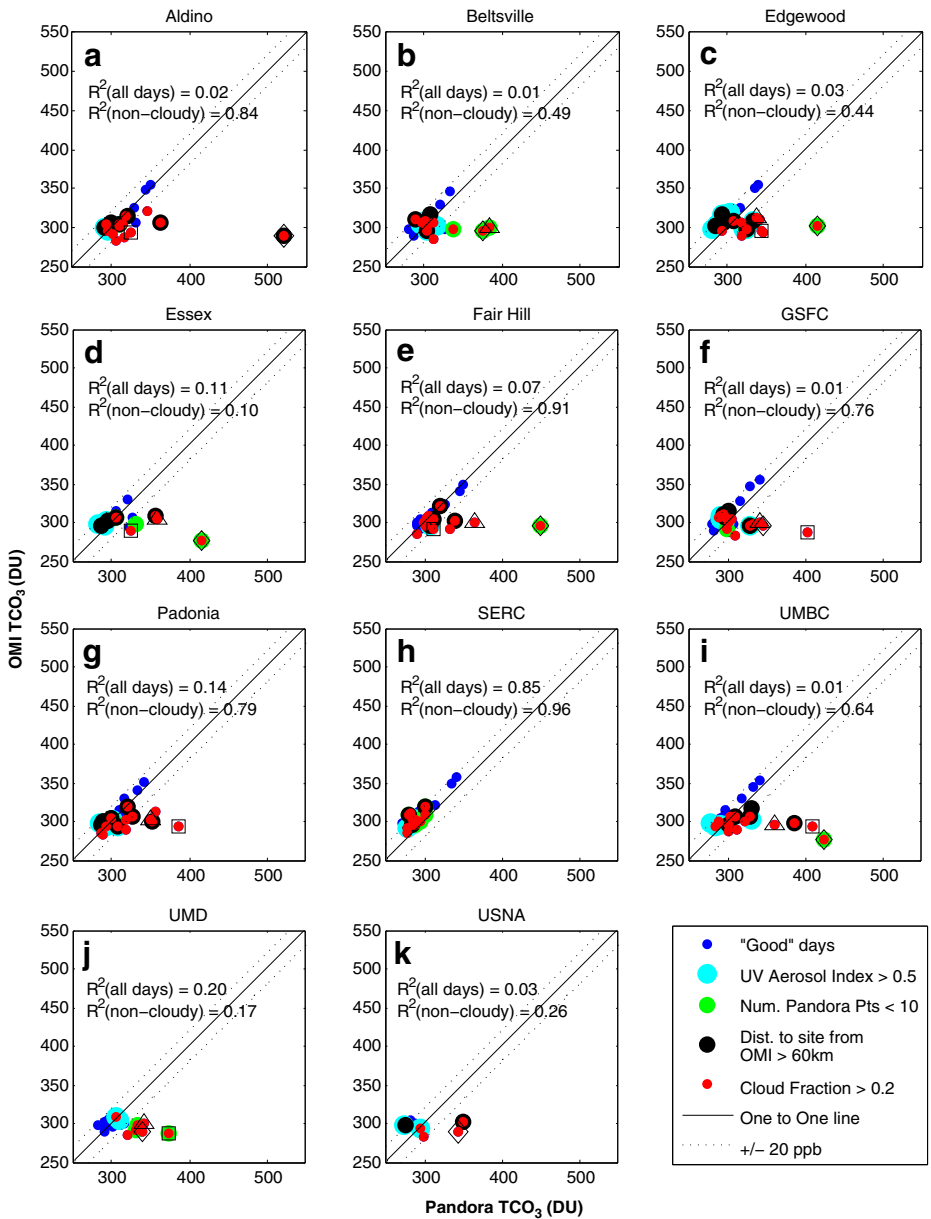 Aldino
a
R²(all days) = 0.02
R²(non−cloudy) = 0.84
550
500
450
400
350
300
250
300 400 500
Beltsville
b
R²(all days) = 0.01
R²(non−cloudy) = 0.49
550
500
450
400
350
300
250
300 400 500
Edgewood
c
R²(all days) = 0.03
R²(non−cloudy) = 0.44
550
500
450
400
350
300
250
300 400 500
Essex
d
R²(all days) = 0.11
R²(non−cloudy) = 0.10
550
500
450
400
350
300
250
300 400 500
Fair Hill
e
R²(all days) = 0.07
R²(non−cloudy) = 0.91
550
500
450
400
350
300
250
300 400 500
GSFC
f
R²(all days) = 0.01
R²(non−cloudy) = 0.76
550
500
450
400
350
300
250
300 400 500
OMI TCO₃ (DU)
Padonia
g
R²(all days) = 0.14
R²(non−cloudy) = 0.79
550
500
450
400
350
300
250
300 400 500
SERC
h
R²(all days) = 0.85
R²(non−cloudy) = 0.96
550
500
450
400
350
300
250
300 400 500
UMBC
i
R²(all days) = 0.01
R²(non−cloudy) = 0.64
550
500
450
400
350
300
250
300 400 500
UMD
j
R²(all days) = 0.20
R²(non−cloudy) = 0.17
550
500
450
400
350
300
250
300 400 500
USNA
k
R²(all days) = 0.03
R²(non−cloudy) = 0.26
550
500
450
400
350
300
250
300 400 500
"Good" days
UV Aerosol Index > 0.5
Num. Pandora Pts < 10
Dist. to site from
OMI > 60km
Cloud Fraction > 0.2
One to One line
+/− 20 ppb
Pandora TCO₃ (DU)